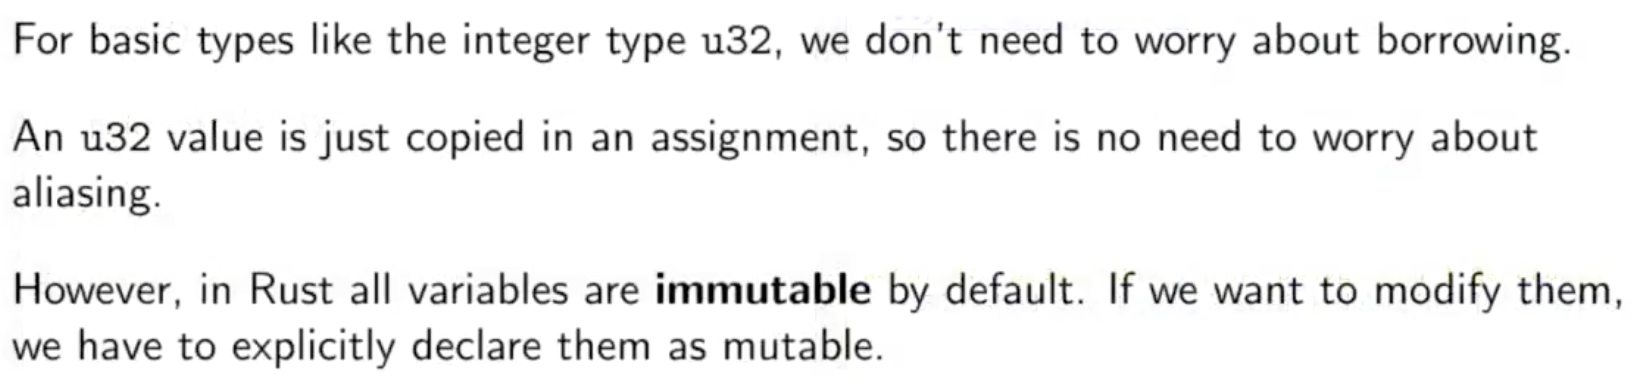 For basic types like the integer type u32, we don't need to worry about borrowing.
An u32 value is just copied in an assignment, so there is no need to worry about
aliasing.
However, in Rust all variables are immutable by default. If we want to modify them,
we have to explicitly declare them as mutable.